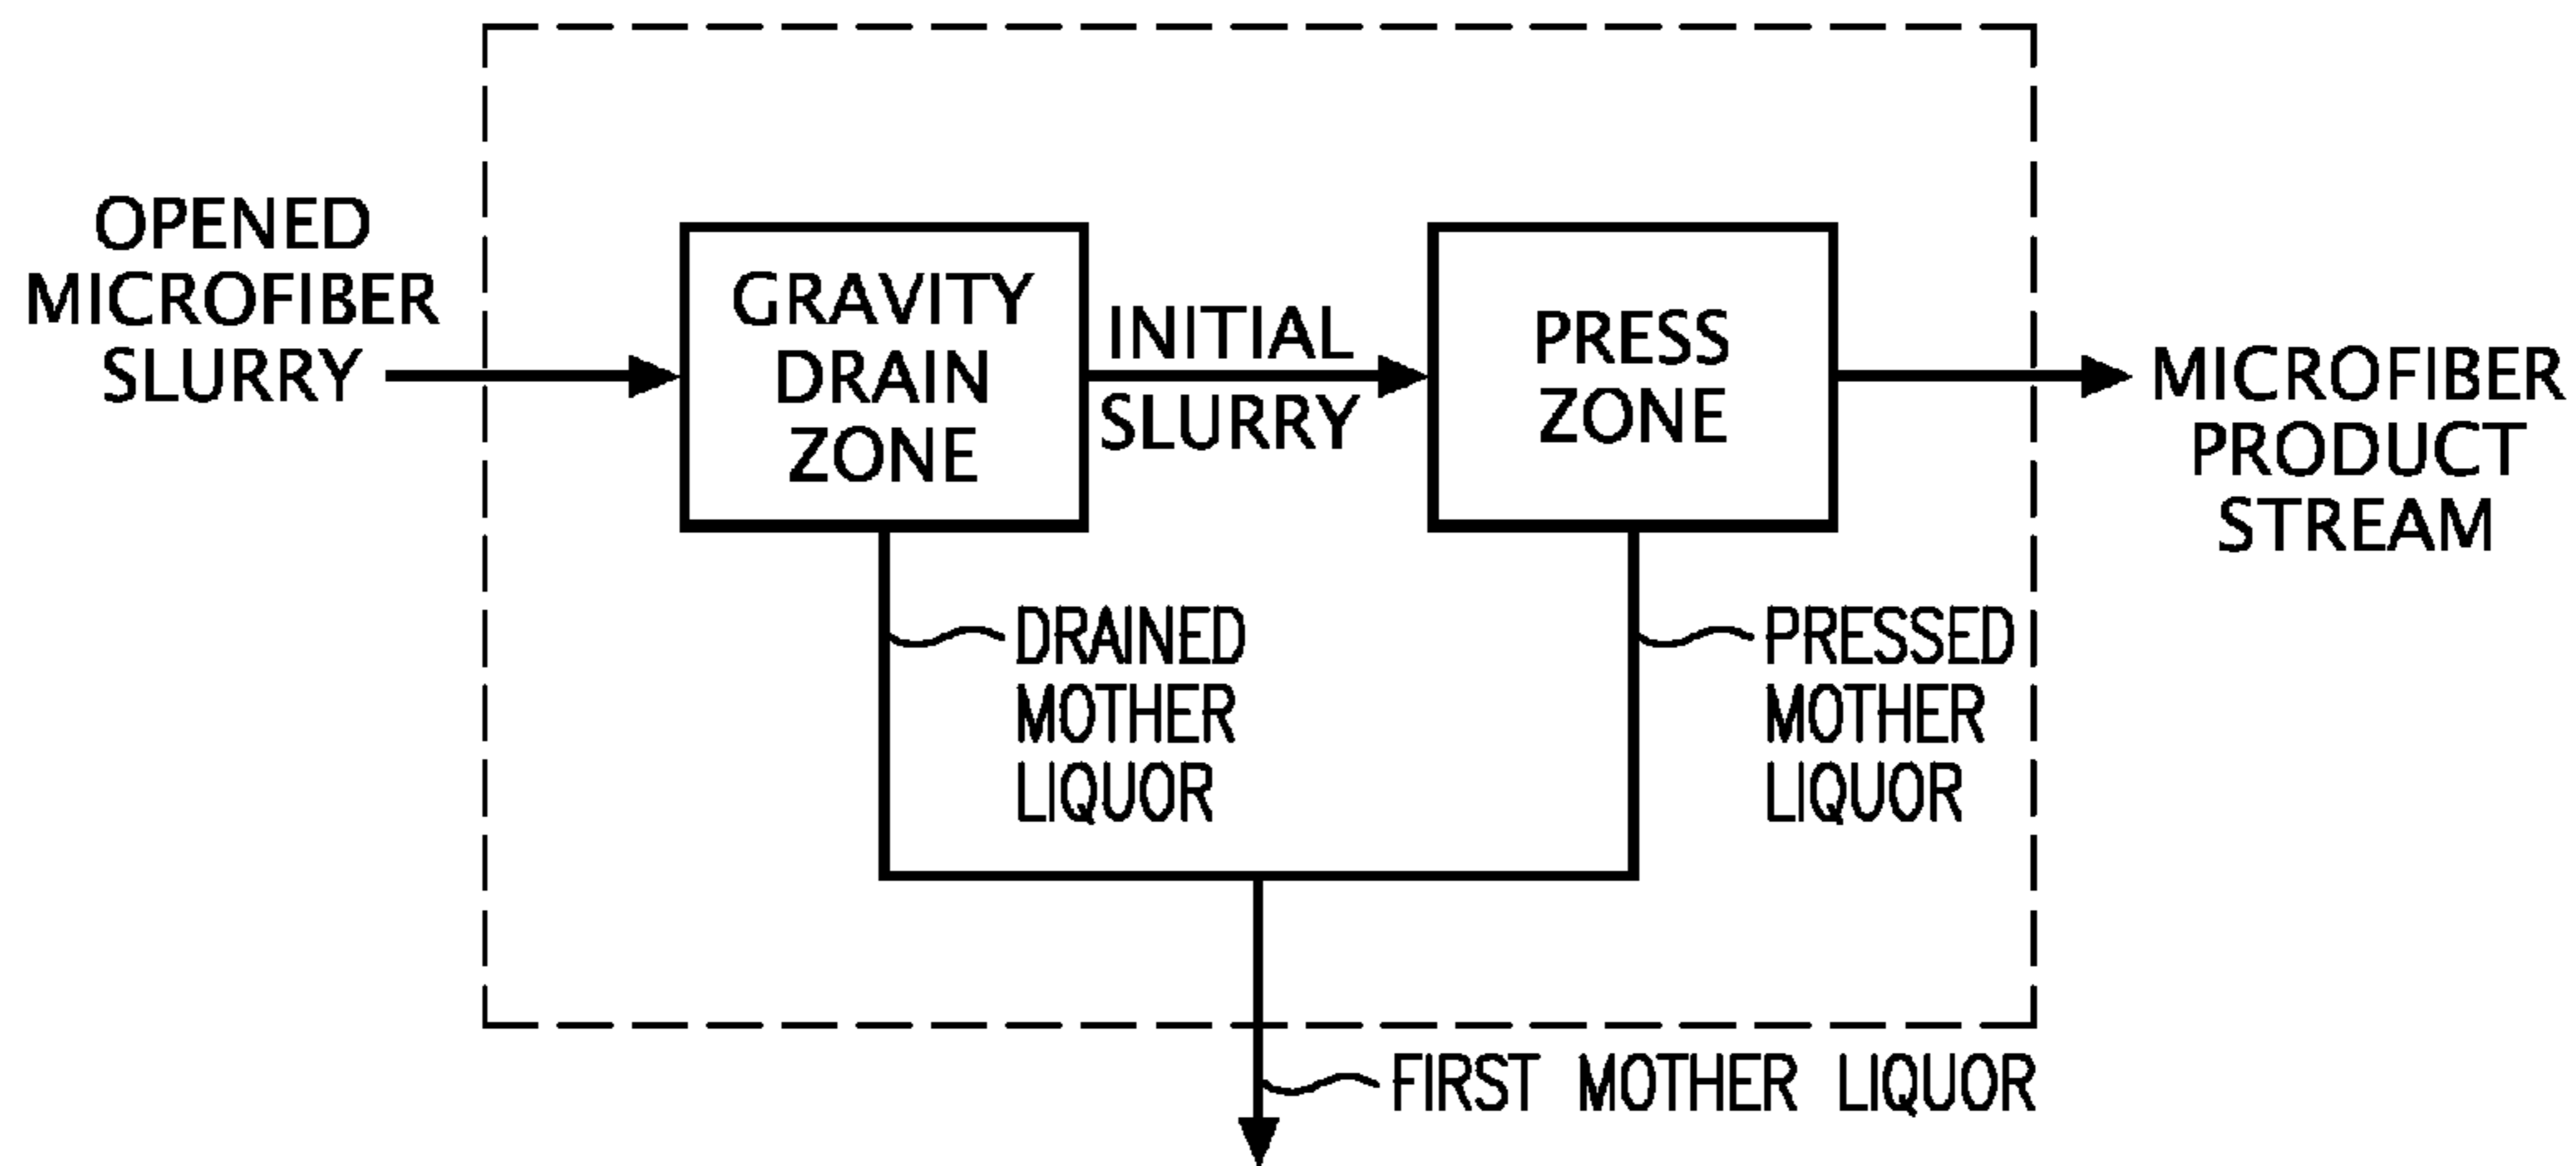 OPENED
MICROFIBER
SLURRY
GRAVITY
DRAIN
ZONE
INITIAL
SLURRY
PRESS
ZONE
MICROFIBER
PRODUCT
STREAM
DRAINED
MOTHER
LIQUOR
PRESSED
MOTHER
LIQUOR
FIRST MOTHER LIQUOR